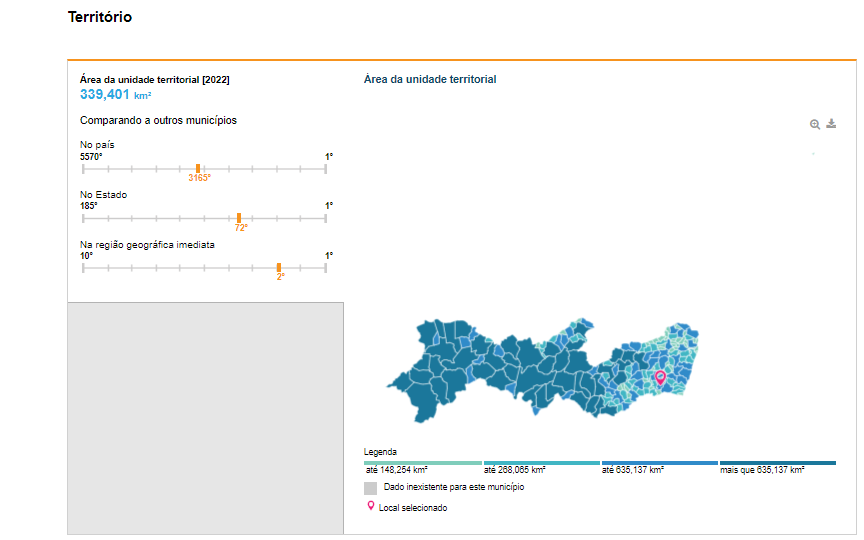 Território
Área da unidade territorial [2022]
339,401 km²
Comparando a outros municípios
No país
5570° 1°
3165°
No Estado
185° 1°
72°
Na região geográfica imediata
10° 1°
2°
Área da unidade territorial
Legenda
até 148,254 km² até 268,065 km² até 635,137 km² mais que 635,137 km²
Dado inexistente para este município
Local selecionado